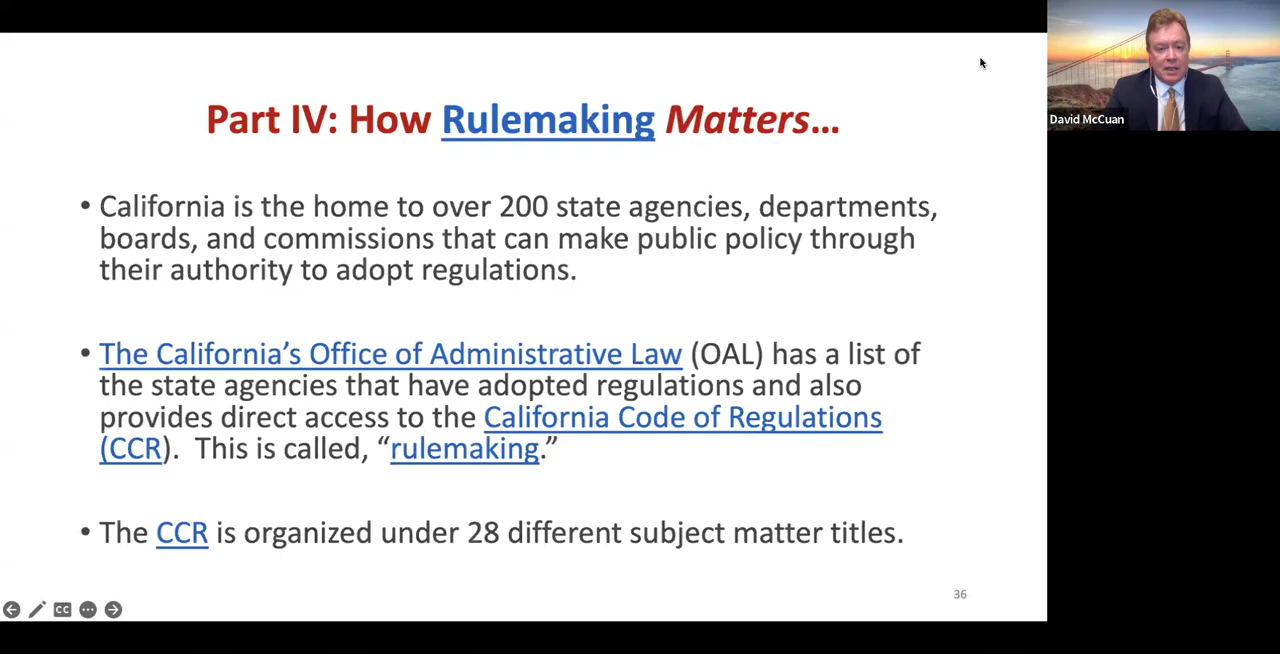 Part IV: How Rulemaking Matters…
• California is the home to over 200 state agencies, departments,
boards, and commissions that can make public policy through
their authority to adopt regulations.
• The California’s Office of Administrative Law (OAL) has a list of
the state agencies that have adopted regulations and also
provides direct access to the California Code of Regulations
(CCR).  This is called, “rulemaking.”
• The CCR is organized under 28 different subject matter titles.
36
CC
David McCuan